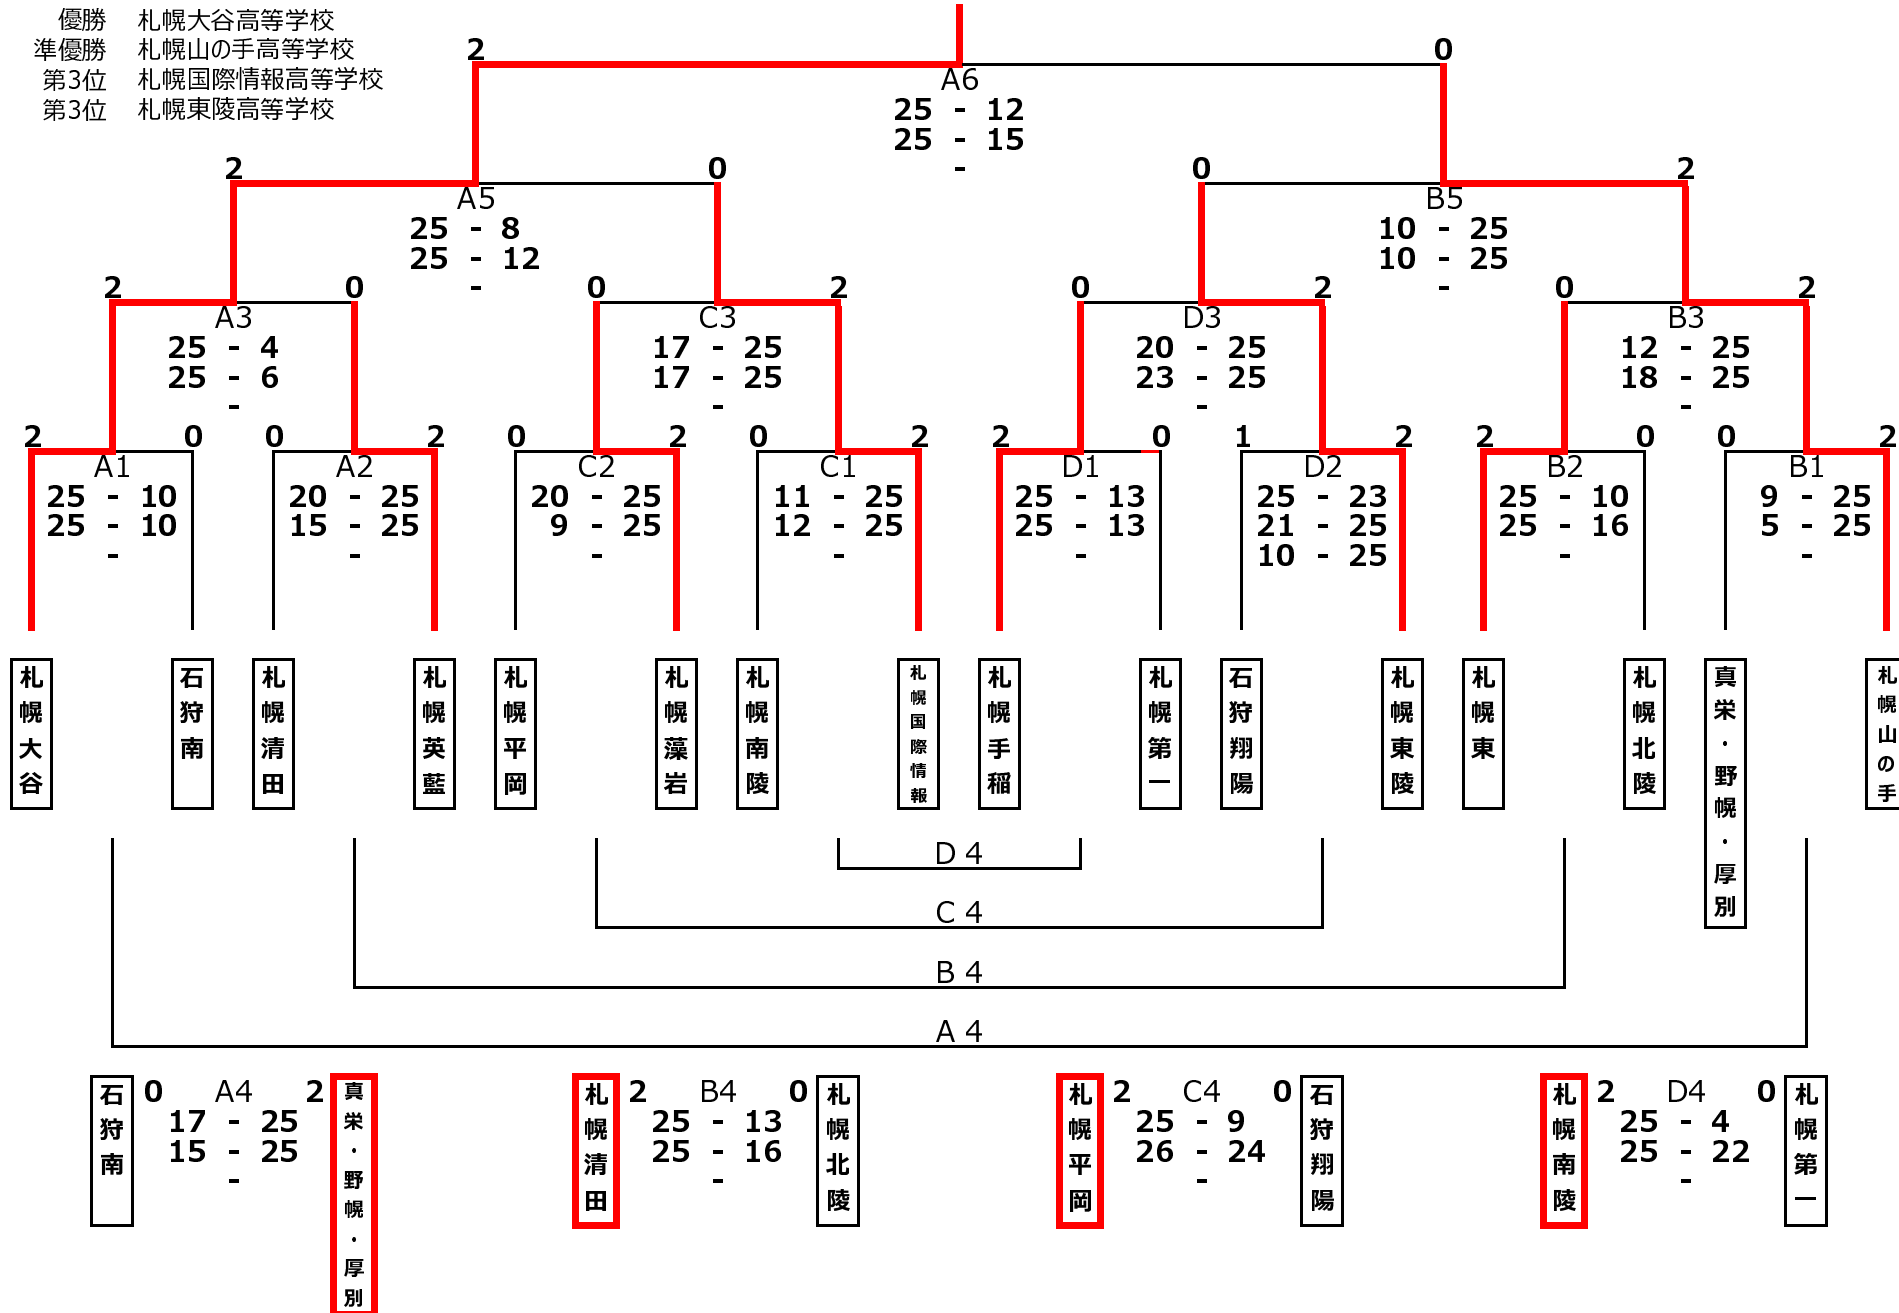 優勝 札幌大谷高等学校
準優勝 札幌山の手高等学校
第3位 札幌国際情報高等学校
第3位 札幌東陵高等学校
2 0
A6
25 - 12
25 - 15
-
2 0 0 2
A5 B5
25 - 8 10 - 25
25 - 12 10 - 25
- -
2 0 0 2 0 2 0 2
A3 C3 D3 B3
25 - 4 17 - 25 20 - 25 12 - 25
25 - 6 17 - 25 23 - 25 18 - 25
- - - -
2 0 0 2 0 2 0 2 2 0 1 2 2 0 0 2
A1 A2 C2 C1 D1 D2 B2 B1
25 - 10 20 - 25 20 - 25 11 - 25 25 - 13 25 - 23 25 - 10 9 - 25
25 - 10 15 - 25 9 - 25 12 - 25 25 - 13 21 - 25 25 - 16 5 - 25
- - - - - 10 - 25 - -
札幌大谷
石狩南
札幌清田
札幌英藍
札幌平岡
札幌藻岩
札幌南陵
札幌国際情報
札幌手稲
札幌第一
石狩翔陽
札幌東陵
札幌東
札幌北陵
真栄・野幌・厚別
札幌山の手
D 4
C 4
B 4
A 4
石狩南
0 A4 2
17 - 25
15 - 25
-
真栄・野幌・厚別
札幌清田
2 B4 0
25 - 13
25 - 16
-
札幌北陵
札幌平岡
2 C4 0
25 - 9
26 - 24
-
石狩翔陽
札幌南陵
2 D4 0
25 - 4
25 - 22
-
札幌第一